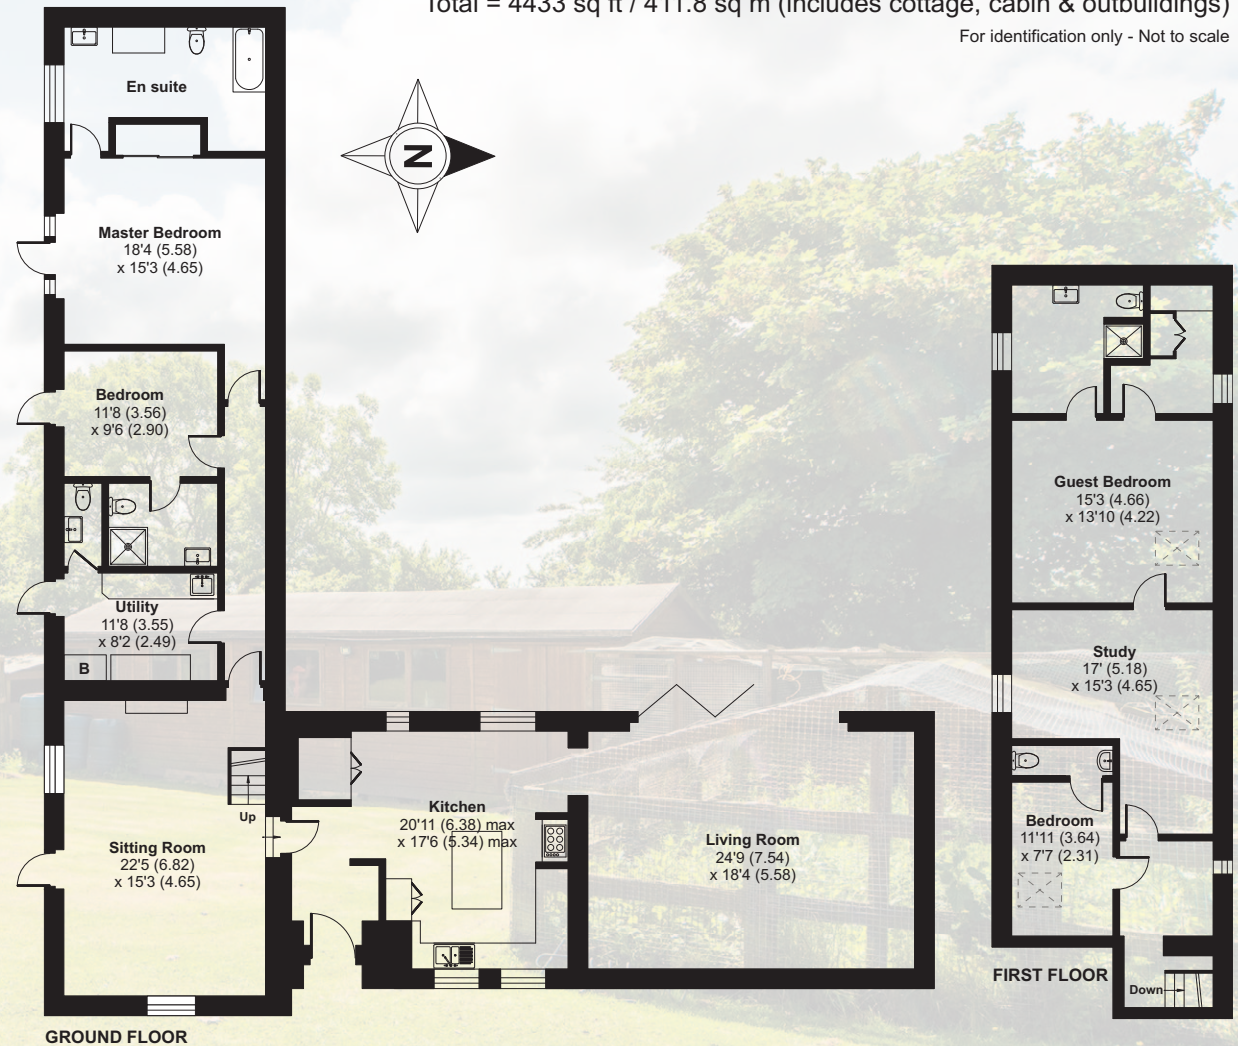 Total = 4433 sq ft / 411.8 sq m (includes cottage, cabin & outbuildings)
For identification only - Not to scale
En suite
N
Master Bedroom
18'4 (5.58)
x 15'3 (4.65)
Bedroom
11'8 (3.56)
x 9'6 (2.90)
Utility
11'8 (3.55)
x 8'2 (2.49)
B
Up
Sitting Room
22'5 (6.82)
x 15'3 (4.65)
Kitchen
20'11 (6.38) max
x 17'6 (5.34) max
Living Room
24'9 (7.54)
x 18'4 (5.58)
GROUND FLOOR
Guest Bedroom
15'3 (4.66)
x 13'10 (4.22)
Study
17' (5.18)
x 15'3 (4.65)
Bedroom
11'11 (3.64)
x 7'7 (2.31)
FIRST FLOOR
Down